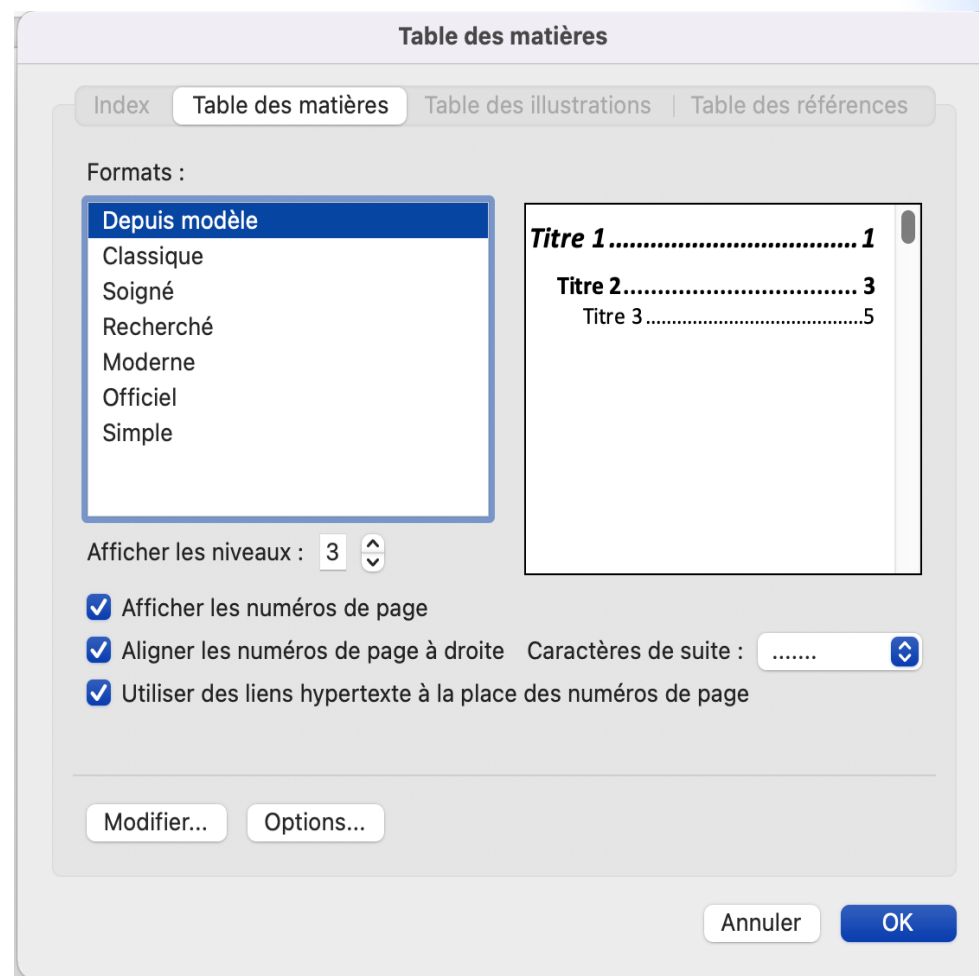 Table des matières
Index Table des matières Table des illustrations Table des références
Formats :
Depuis modèle
Classique
Soigné
Recherché
Moderne
Officiel
Simple
Titre 1.................................... 1
Titre 2.................................. 3
Titre 3............................................5
Afficher les niveaux : 3
Afficher les numéros de page
Aligner les numéros de page à droite Caractères de suite : .......
Utiliser des liens hypertexte à la place des numéros de page
Modifier... Options...
Annuler OK